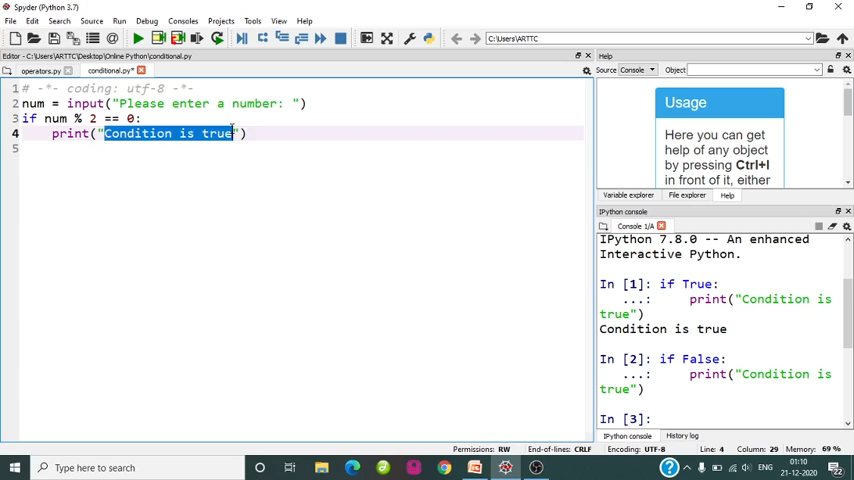 Spyder (Python 3.7)
File Edit Search Source Run Debug Consoles Projects Tools View Help
C:\Users\ARTTC
Editor - C:\Users\ARTTC\Desktop\Online Python\conditional.py
operators.py conditional.py*
1 # -*- coding: utf-8 -*-
2 num = input("Please enter a number: ")
3 if num % 2 == 0:
4 print("Condition is true")
5
Help
Source Console Object
Usage
Here you can get
help of any object
by pressing Ctrl+I
in front of it, either
Variable explorer File explorer Help
IPython console
Console 1/A
IPython 7.8.0 -- An enhanced
Interactive Python.
In [1]: if True:
...: print("Condition is
true")
Condition is true
In [2]: if False:
...: print("Condition is
true")
In [3]:
IPython console History log
Permissions: RW End-of-lines: CRLF Encoding: UTF-8 Line: 4 Column: 29 Memory: 69 %
Type here to search
ENG
01:10
21-12-2020
22